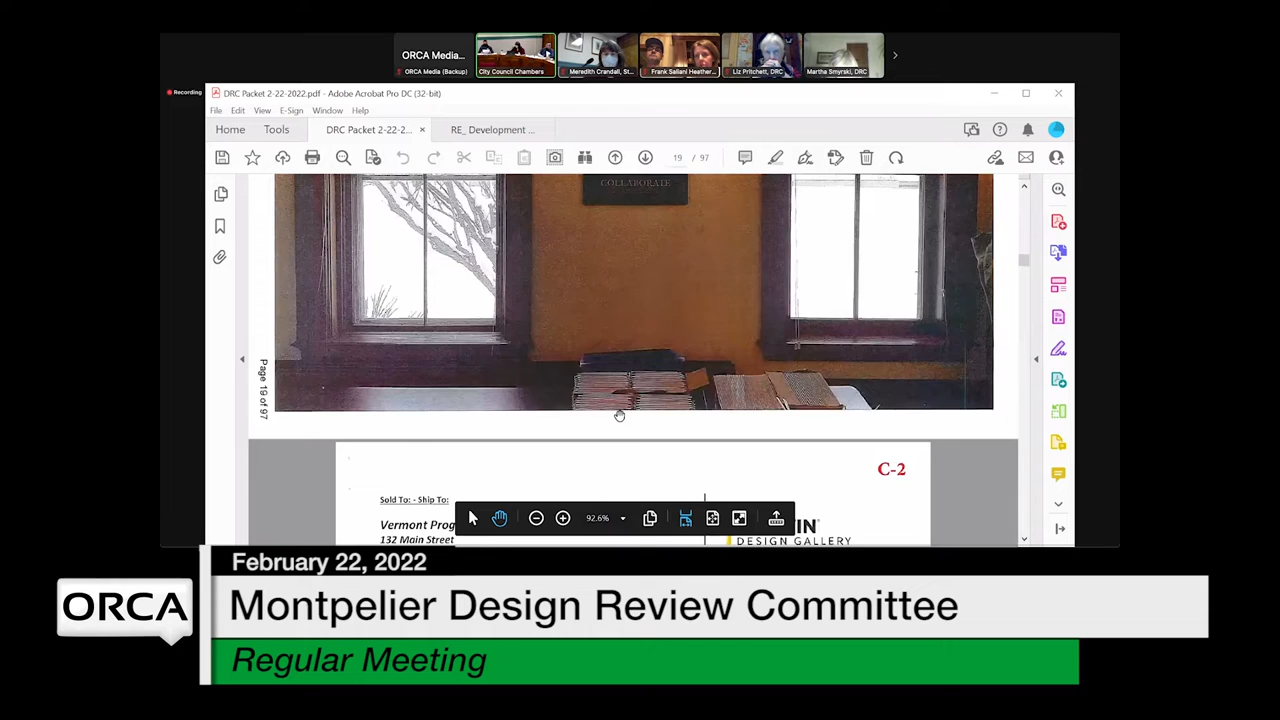 ORCA Media...
ORCA Media (Backup)
City Council Chambers
Meredith Crandall, St...
Frank Sallani Heather...
Liz Pritchett, DRC
Martha Smyrski, DRC
Recording
DRC Packet 2-22-2022.pdf - Adobe Acrobat Pro DC (32-bit)
File Edit View E-Sign Window Help
Home Tools DRC Packet 2-22-2... × RE_ Development ...
19 / 97
COLLABORATE
Page 19 of 97
C-2
Sold To: - Ship To:
Vermont Prog
132 Main Street
92.6%
TIN
DESIGN GALLERY
February 22, 2022
ORCA
Montpelier Design Review Committee
Regular Meeting